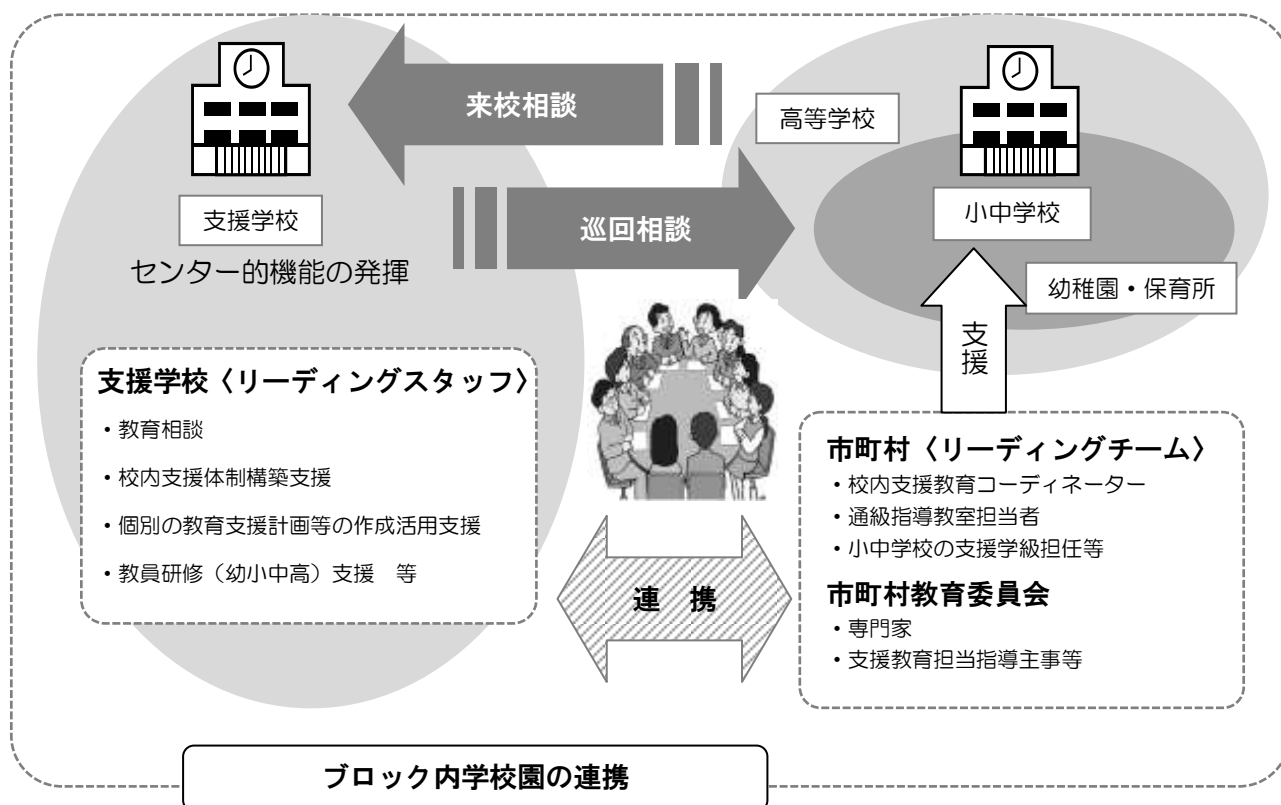 来校相談
高等学校
支援学校
巡回相談
小中学校
センター的機能の発揮
幼稚園・保育所
支援
支援学校〈リーディングスタッフ〉
・教育相談
・校内支援体制構築支援
・個別の教育支援計画等の作成活用支援
・教員研修（幼小中高）支援　等
連　携
市町村〈リーディングチーム〉
・校内支援教育コーディネーター
・通級指導教室担当者
・小中学校の支援学級担任等
市町村教育委員会
・専門家
・支援教育担当指導主事等
ブロック内学校園の連携